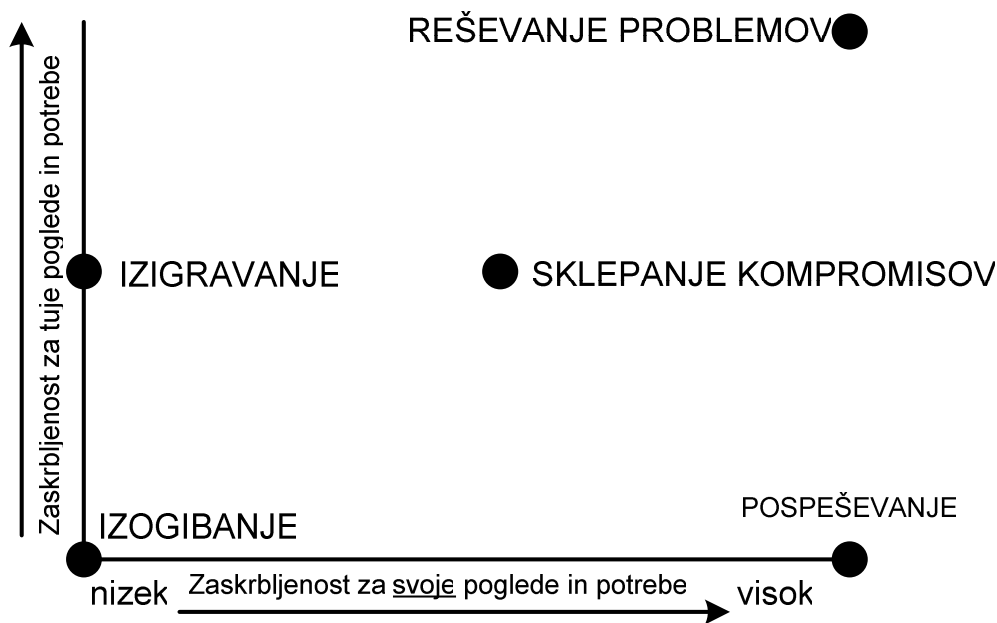 REŠEVANJE PROBLEMOV
Zaskrbljenost za tuje poglede in potrebe
IZIGRAVANJE
SKLEPANJE KOMPROMISOV
IZOGIBANJE
POSPEŠEVANJE
nizek
Zaskrbljenost za svoje poglede in potrebe
visok